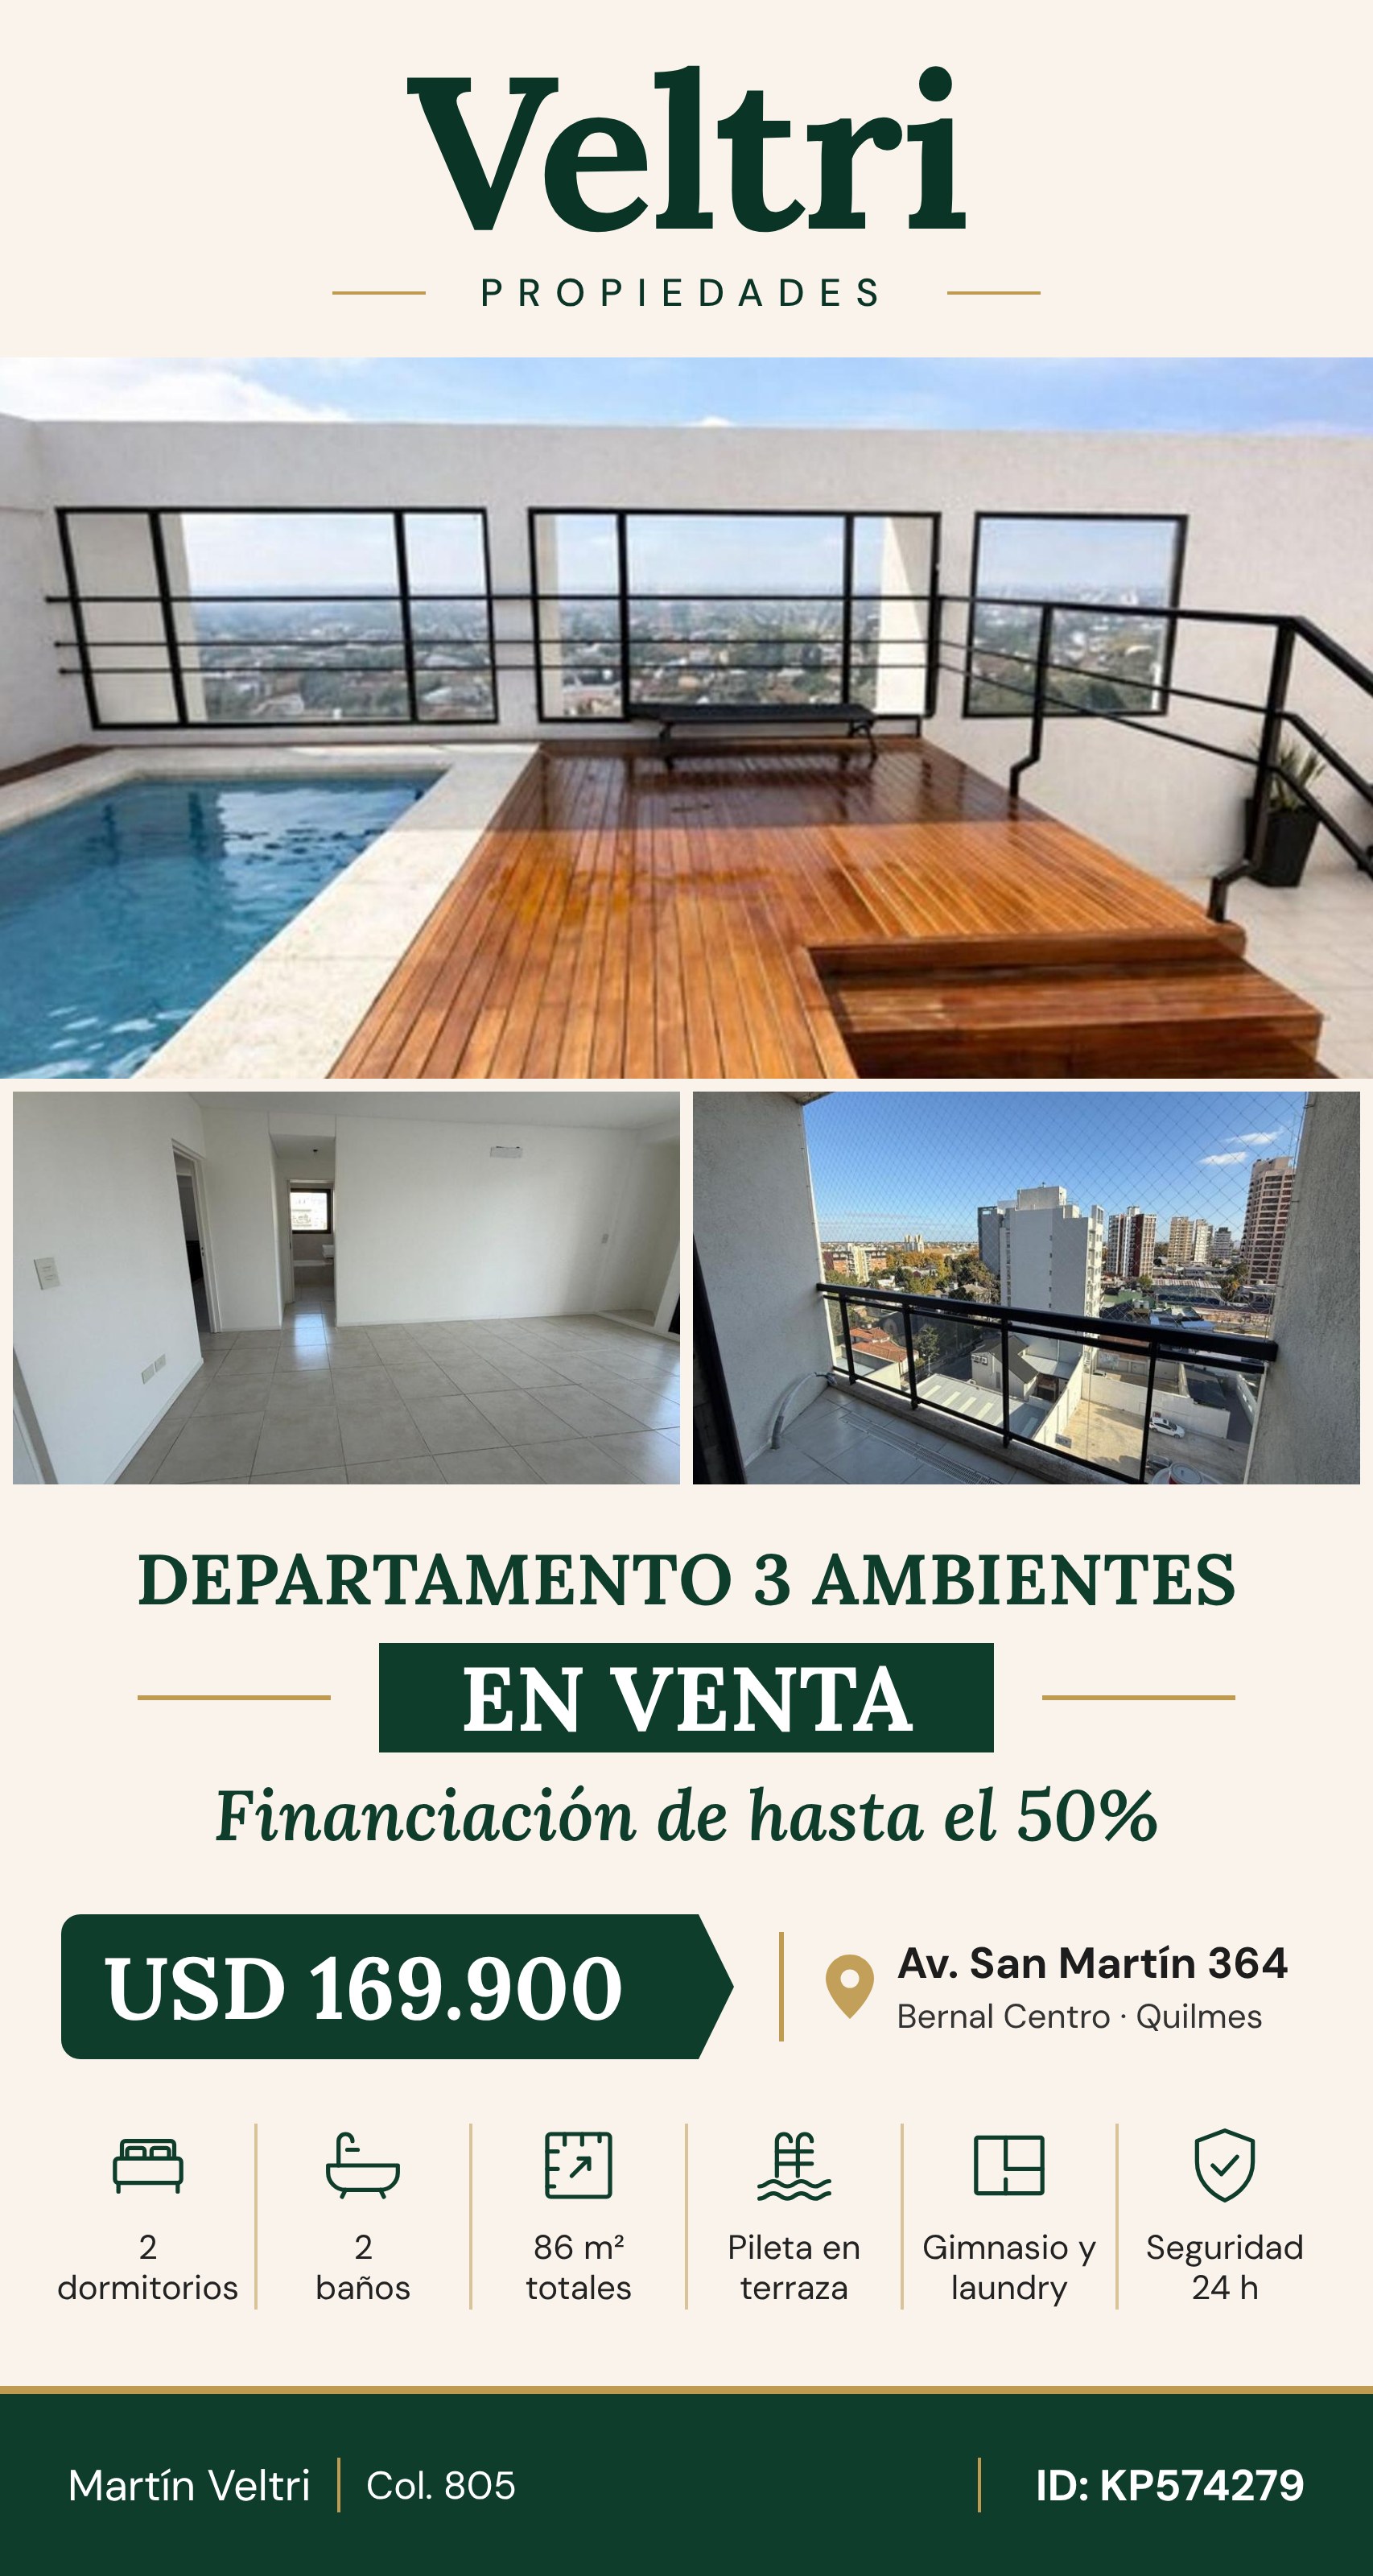 Veltri
PROPIEDADES
DEPARTAMENTO 3 AMBIENTES
EN VENTA
Financiación de hasta el 50%
USD 169.900
Av. San Martín 364
Bernal Centro · Quilmes
2
dormitorios
2
baños
86 m²
totales
Pileta en
terraza
Gimnasio y
laundry
Seguridad
24 h
Martín Veltri
Col. 805
ID: KP574279